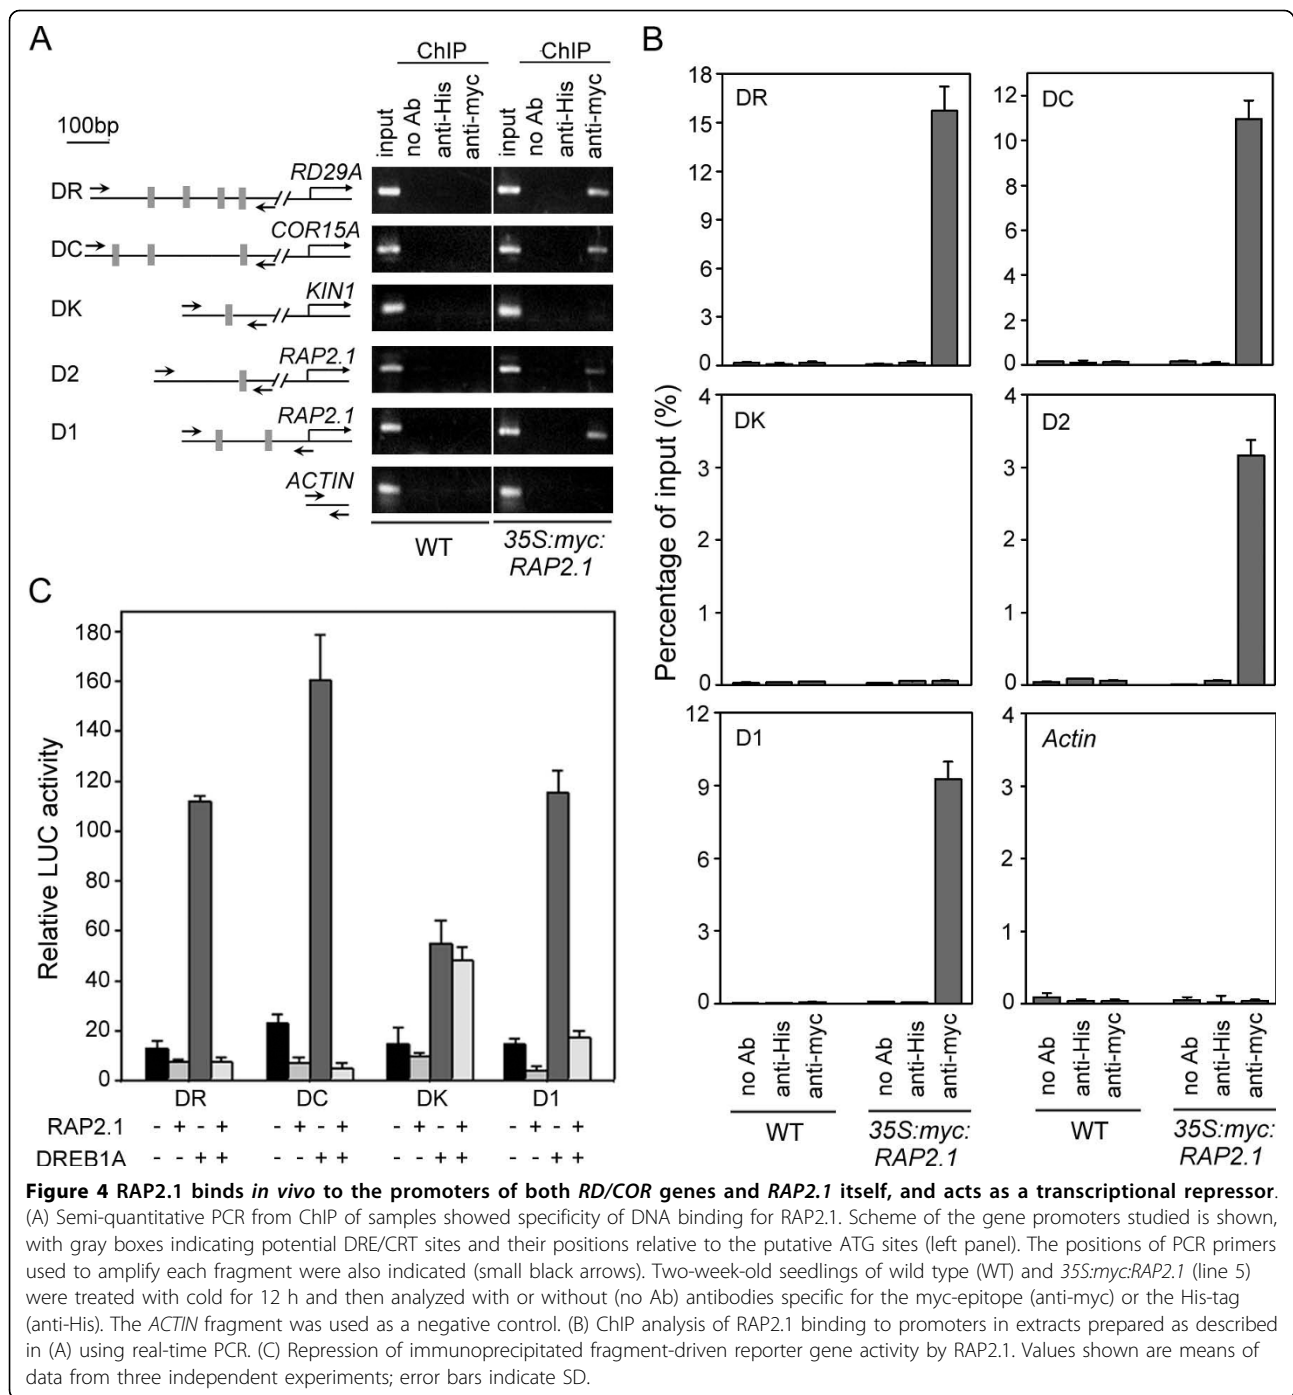 A
ChIP
ChIP
100bp
input
no Ab
anti-His
anti-myc
input
no Ab
anti-His
anti-myc
DR
RD29A
DC
COR15A
DK
KIN1
D2
RAP2.1
D1
RAP2.1
ACTIN
WT
35S:myc:
RAP2.1
B
Percentage of input (%)
DR
18
15
12
9
6
3
0
DC
12
10
8
6
4
2
0
DK
4
3
2
1
0
D2
4
3
2
1
0
D1
12
9
6
3
0
Actin
4
3
2
1
0
no Ab
anti-His
anti-myc
no Ab
anti-His
anti-myc
no Ab
anti-His
anti-myc
no Ab
anti-His
anti-myc
WT
35S:myc:
RAP2.1
WT
35S:myc:
RAP2.1
C
Relative LUC activity
180
160
140
120
100
80
60
40
20
0
DR DC DK D1
RAP2.1 - + - + - + - + - + - + - + - +
DREB1A - - + + - - + + - - + + - - + +
Figure 4 RAP2.1 binds in vivo to the promoters of both RD/COR genes and RAP2.1 itself, and acts as a transcriptional repressor.
(A) Semi-quantitative PCR from ChIP of samples showed specificity of DNA binding for RAP2.1. Scheme of the gene promoters studied is shown,
with gray boxes indicating potential DRE/CRT sites and their positions relative to the putative ATG sites (left panel). The positions of PCR primers
used to amplify each fragment were also indicated (small black arrows). Two-week-old seedlings of wild type (WT) and 35S:myc:RAP2.1 (line 5)
were treated with cold for 12 h and then analyzed with or without (no Ab) antibodies specific for the myc-epitope (anti-myc) or the His-tag
(anti-His). The ACTIN fragment was used as a negative control. (B) ChIP analysis of RAP2.1 binding to promoters in extracts prepared as described
in (A) using real-time PCR. (C) Repression of immunoprecipitated fragment-driven reporter gene activity by RAP2.1. Values shown are means of
data from three independent experiments; error bars indicate SD.